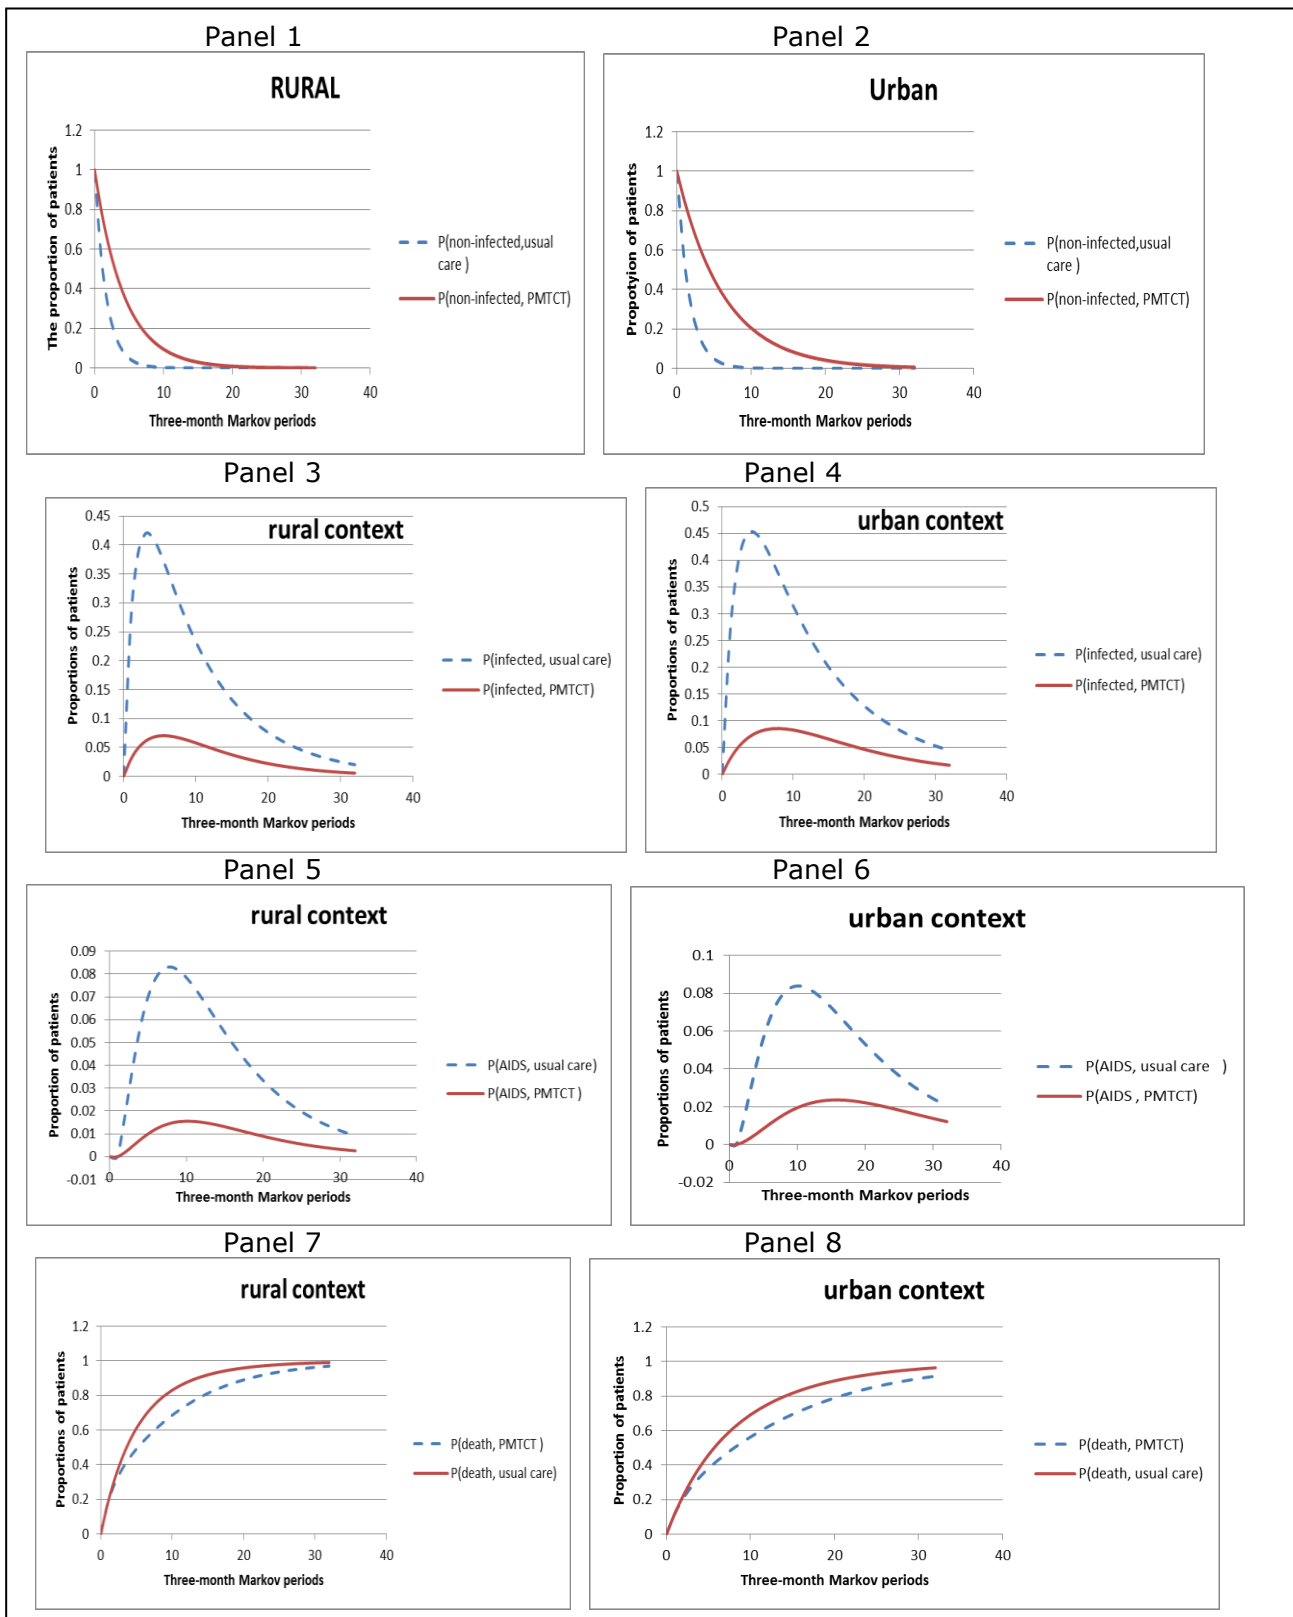 Panel 1
Panel 2
RURAL
1.2
1
0.8
0.6
0.4
0.2
0
0 10 20 30 40
The proportion of patients
Three-month Markov periods
P(non-infected,usual
care )
P(non-infected, PMTCT)
Urban
1.2
1
0.8
0.6
0.4
0.2
0
0 10 20 30 40
Propotyion of patients
Thre-month Markov periods
P(non-infected,usual
care )
P(non-infected, PMTCT)
Panel 3
Panel 4
rural context
0.45
0.4
0.35
0.3
0.25
0.2
0.15
0.1
0.05
0
0 10 20 30 40
Proportions of patients
Three-month Markov periods
P(infected, usual care)
P(infected, PMTCT)
urban context
0.5
0.45
0.4
0.35
0.3
0.25
0.2
0.15
0.1
0.05
0
0 10 20 30 40
Proportions of patients
Three-month Markov periods
P(infected, usual care)
P(infected, PMTCT)
Panel 5
Panel 6
rural context
0.09
0.08
0.07
0.06
0.05
0.04
0.03
0.02
0.01
0
-0.01
0 10 20 30 40
Proportion of patients
Three-month Markov periods
P(AIDS, usual care)
P(AIDS, PMTCT )
urban context
0.1
0.08
0.06
0.04
0.02
0
-0.02
0 10 20 30 40
Proportions of patients
Three-month Markov periods
P(AIDS, usual care )
P(AIDS , PMTCT)
Panel 7
Panel 8
rural context
1.2
1
0.8
0.6
0.4
0.2
0
0 10 20 30 40
Proportions of patients
Three-month Markov periods
P(death, PMTCT )
P(death, usual care)
urban context
1.2
1
0.8
0.6
0.4
0.2
0
0 10 20 30 40
Proportion of patients
Three-month Markov periods
P(death, PMTCT)
P(death, usual care)